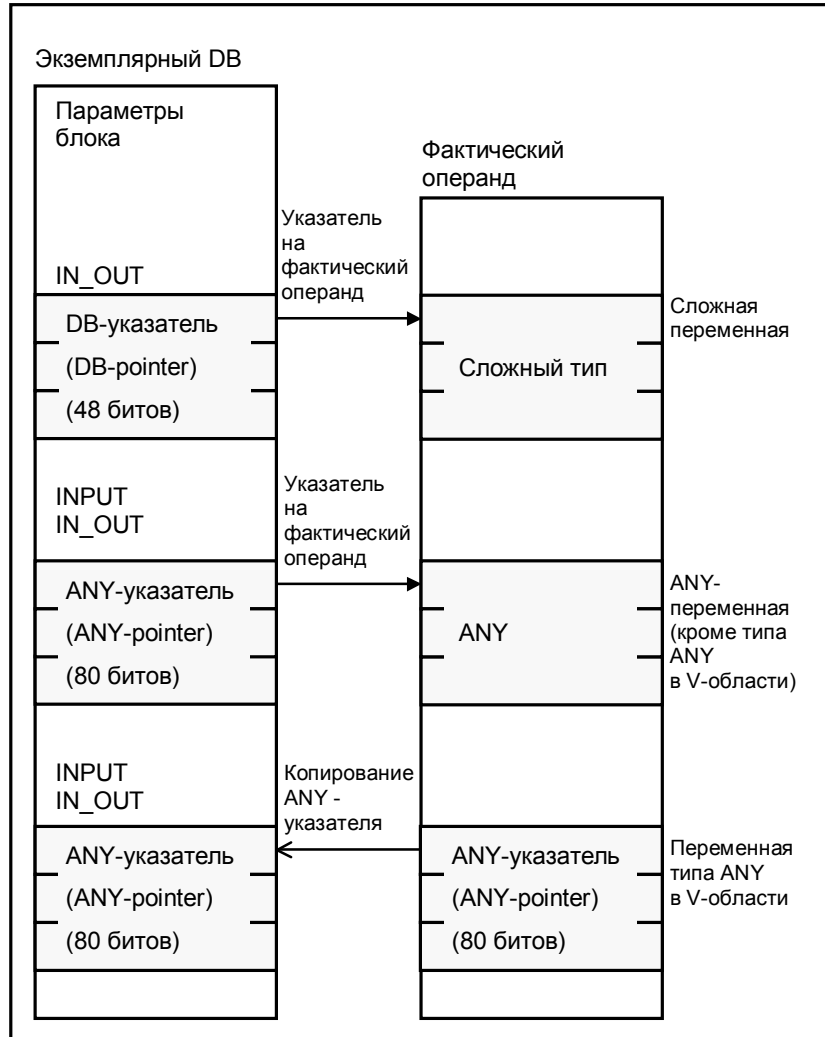 Экземплярный DB
Параметры
блока
Фактический
операнд
Указатель
на
фактический
операнд
IN_OUT
DB-указатель
(DB-pointer)
(48 битов)
Сложный тип
Сложная
переменная
INPUT
IN_OUT
Указатель
на
фактический
операнд
ANY-указатель
(ANY-pointer)
(80 битов)
ANY
ANY-
переменная
(кроме типа
ANY
в V-области)
INPUT
IN_OUT
Копирование
ANY -
указателя
ANY-указатель
(ANY-pointer)
(80 битов)
ANY-указатель
(ANY-pointer)
(80 битов)
Переменная
типа ANY
в V-области